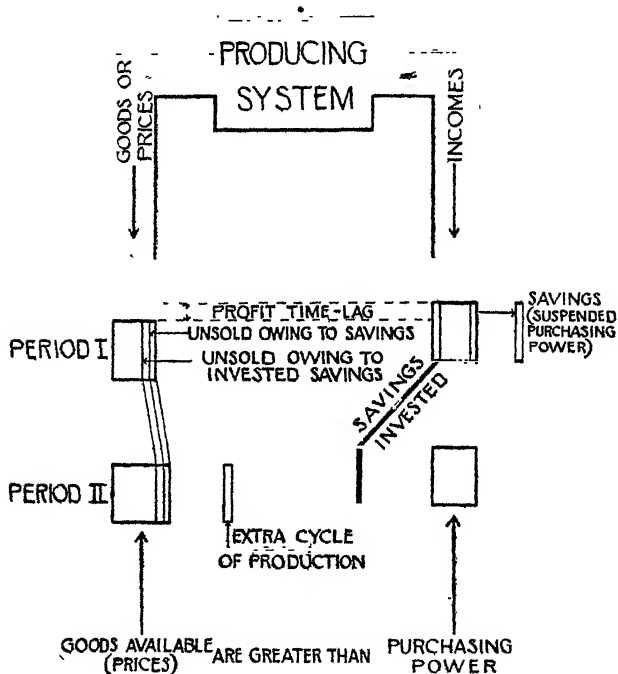 PRODUCING
SYSTEM
GOODS OR
PRICES
INCOMES
PROFIT TIME-LAG
UNSOLD OWING TO SAVINGS
UNSOLD OWING TO
INVESTED SAVINGS
SAVINGS
(SUSPENDED
PURCHASING
POWER)
PERIOD I
SAVINGS
INVESTED
PERIOD II
EXTRA CYCLE
OF PRODUCTION
GOODS AVAILABLE
(PRICES)
ARE GREATER THAN
PURCHASING
POWER